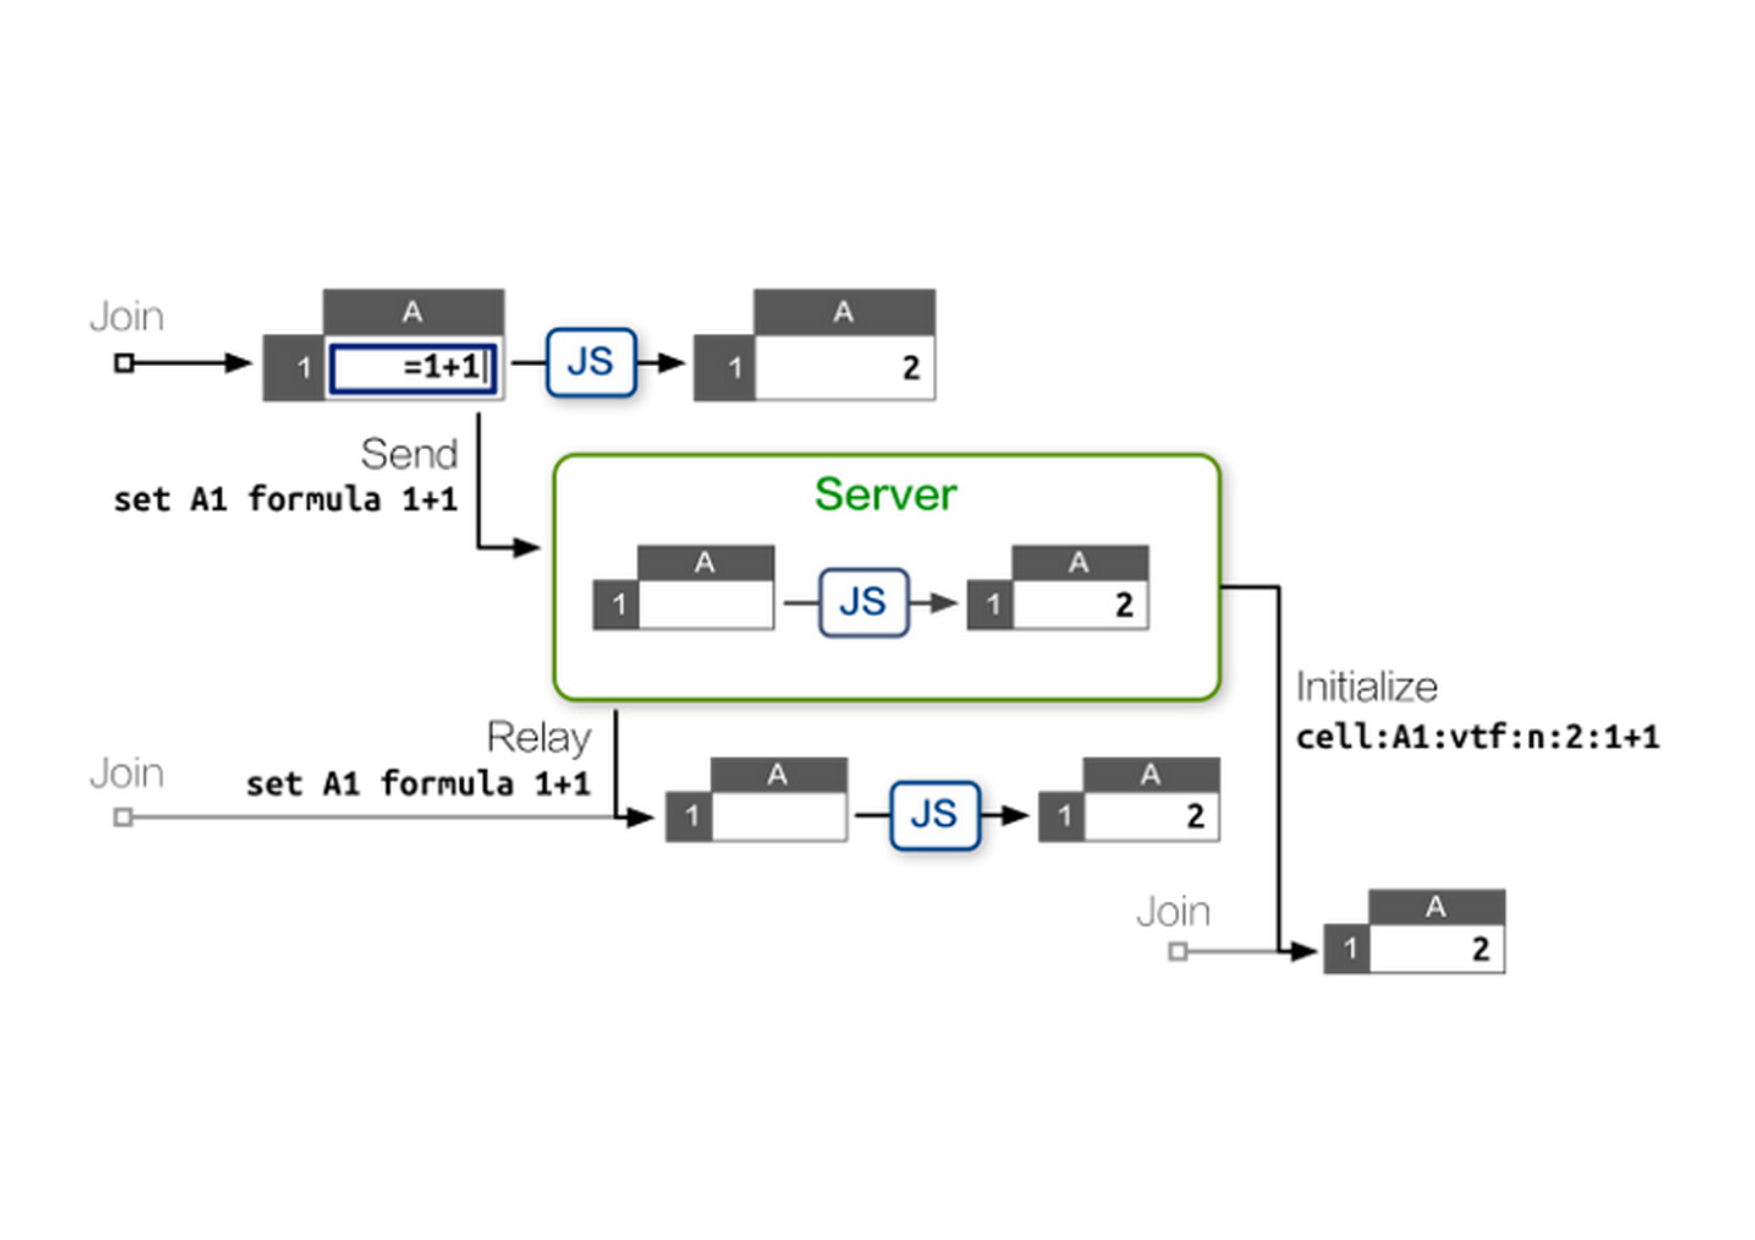 Join
A
1 =1+1
JS
A
1 2
Send
set A1 formula 1+1
Server
A
1
JS
A
1 2
Initialize
cell:A1:vtf:n:2:1+1
Relay
set A1 formula 1+1
Join
A
1
JS
A
1 2
Join
A
1 2